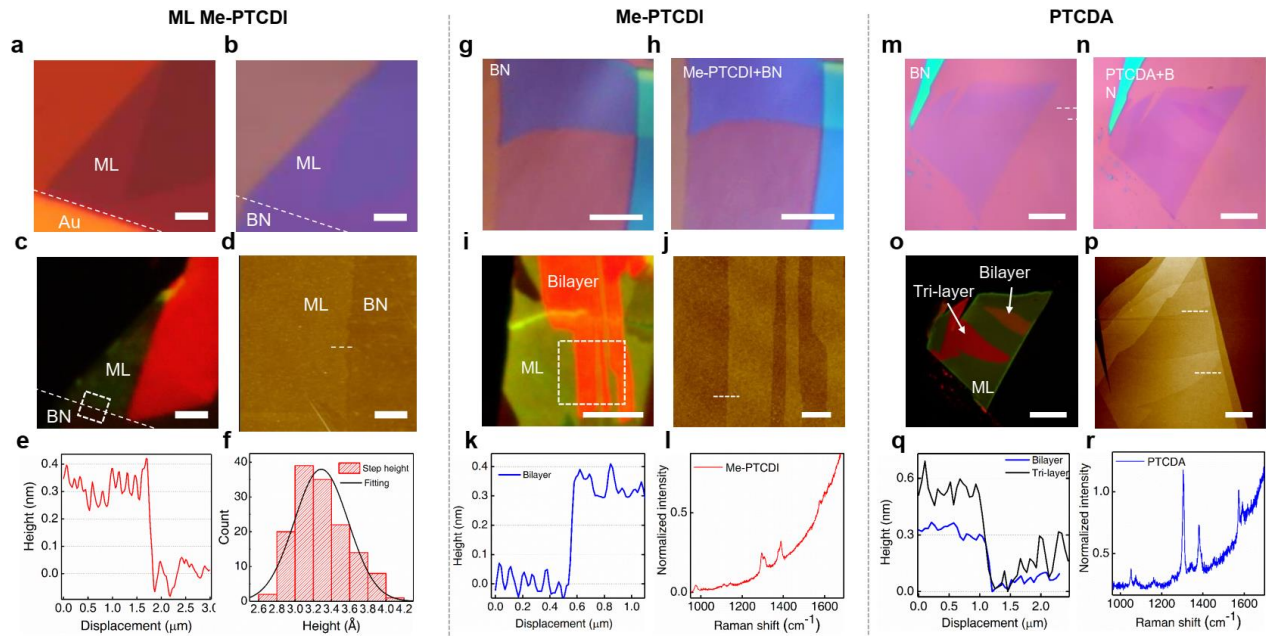 ML Me-PTCDI
Me-PTCDI
PTCDA
a
b
g
h
m
n
ML
Au
ML
BN
BN
Me-PTCDI+BN
BN
PTCDA+B
N
c
d
i
j
o
p
ML
BN
ML
BN
Bilayer
ML
Bilayer
Tri-layer
ML
e
Height (nm)
0.4
0.3
0.2
0.1
0.0
0.0 0.5 1.0 1.5 2.0 2.5 3.0
Displacement (μm)
f
Count
40
30
20
10
0
Step height
Fitting
2.6 2.8 3.0 3.2 3.4 3.6 3.8 4.0 4.2
Height (Å)
k
Height (nm)
0.4
0.3
0.2
0.1
0.0
Bilayer
0.0 0.2 0.4 0.6 0.8 1.0
Displacement (μm)
l
Normalized intensity
0.5
0.0
Me-PTCDI
1000 1200 1400 1600
Raman shift (cm⁻¹)
q
Height (nm)
0.6
0.3
0.0
Bilayer
Tri-layer
0.0 0.5 1.0 1.5 2.0
Displacement (μm)
r
Normalized intensity
1.0
0.5
PTCDA
1000 1200 1400 1600
Raman shift (cm⁻¹)